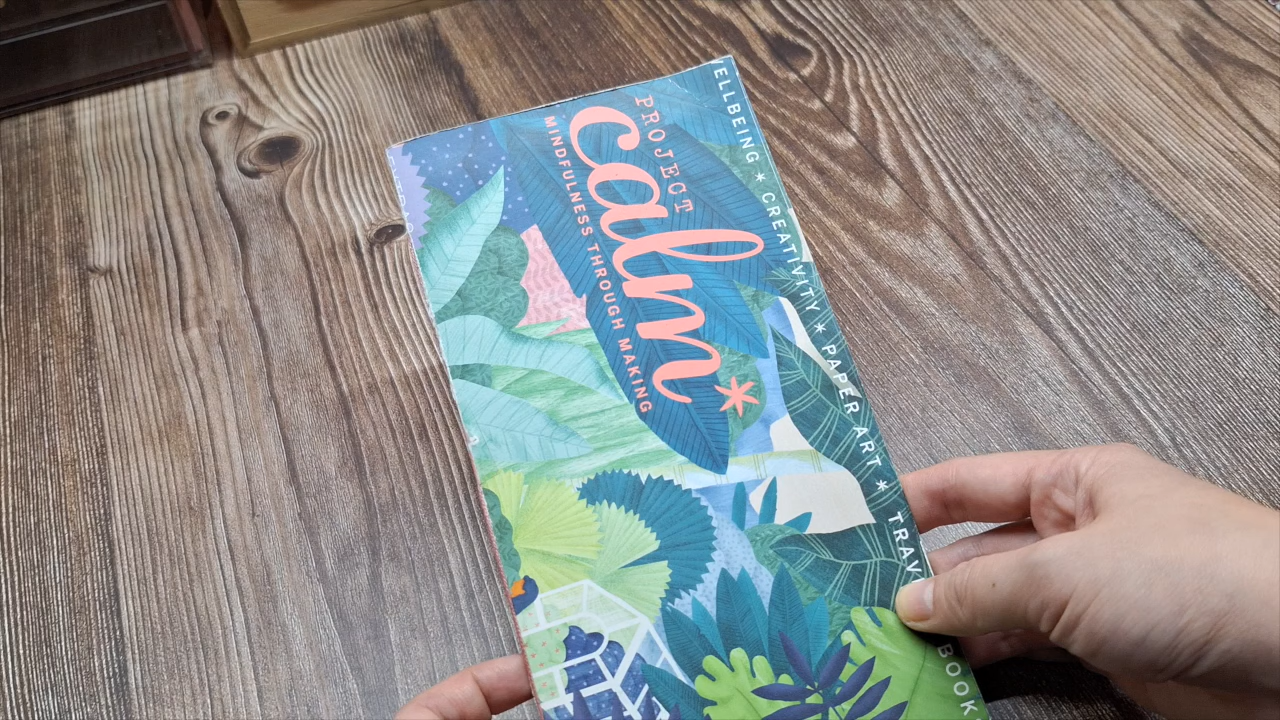 ELLBEING * CREATIVITY * PAPER ART * TRAV
BOOK
PROJECT
calm*
MINDFULNESS THROUGH MAKING